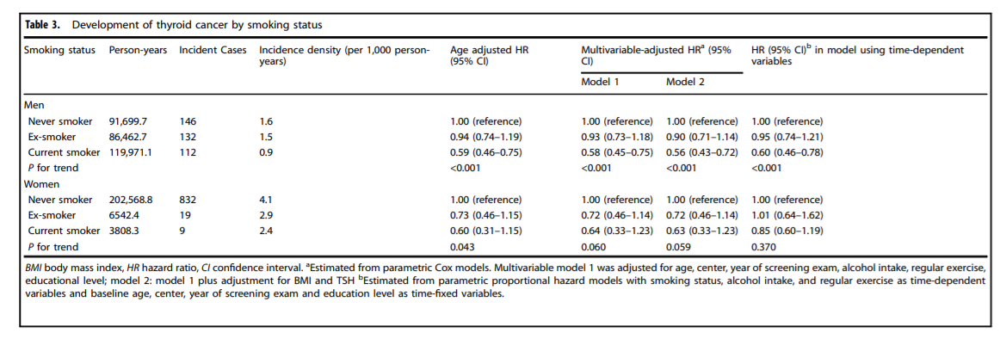 Table 3. Development of thyroid cancer by smoking status
Smoking status Person-years Incident Cases Incidence density (per 1,000 person- Age adjusted HR Multivariable-adjusted HRa (95% HR (95% CI)b in model using time-dependent
years) (95% CI) CI) variables
Model 1 Model 2
Men
Never smoker 91,699.7 146 1.6 1.00 (reference) 1.00 (reference) 1.00 (reference) 1.00 (reference)
Ex-smoker 86,462.7 132 1.5 0.94 (0.74–1.19) 0.93 (0.73–1.18) 0.90 (0.71–1.14) 0.95 (0.74–1.21)
Current smoker 119,971.1 112 0.9 0.59 (0.46–0.75) 0.58 (0.45–0.75) 0.56 (0.43–0.72) 0.60 (0.46–0.78)
P for trend <0.001 <0.001 <0.001 <0.001
Women
Never smoker 202,568.8 832 4.1 1.00 (reference) 1.00 (reference) 1.00 (reference) 1.00 (reference)
Ex-smoker 6542.4 19 2.9 0.73 (0.46–1.15) 0.72 (0.46–1.14) 0.72 (0.46–1.14) 1.01 (0.64–1.62)
Current smoker 3808.3 9 2.4 0.60 (0.31–1.15) 0.64 (0.33–1.23) 0.63 (0.33–1.23) 0.85 (0.60–1.19)
P for trend 0.043 0.060 0.059 0.370
BMI body mass index, HR hazard ratio, CI confidence interval. aEstimated from parametric Cox models. Multivariable model 1 was adjusted for age, center, year of screening exam, alcohol intake, regular exercise,
educational level; model 2: model 1 plus adjustment for BMI and TSH bEstimated from parametric proportional hazard models with smoking status, alcohol intake, and regular exercise as time-dependent
variables and baseline age, center, year of screening exam and education level as time-fixed variables.